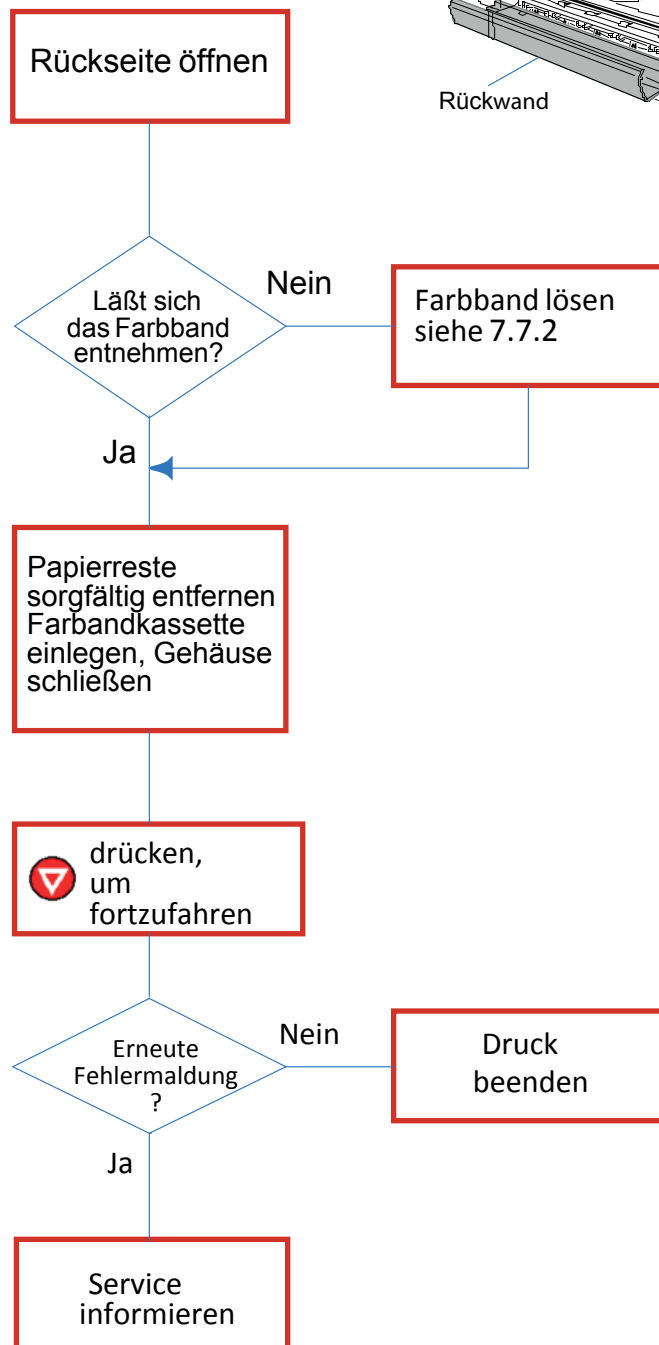 Rückseite öffnen
Rückwand
Läßt sich
das Farbband
entnehmen?
Nein
Farbband lösen
siehe 7.7.2
Ja
Papierreste
sorgfältig entfernen
Farbandkassette
einlegen, Gehäuse
schließen
drücken,
um
fortzufahren
Erneute
Fehlermaldung
?
Nein
Druck
beenden
Ja
Service
informieren